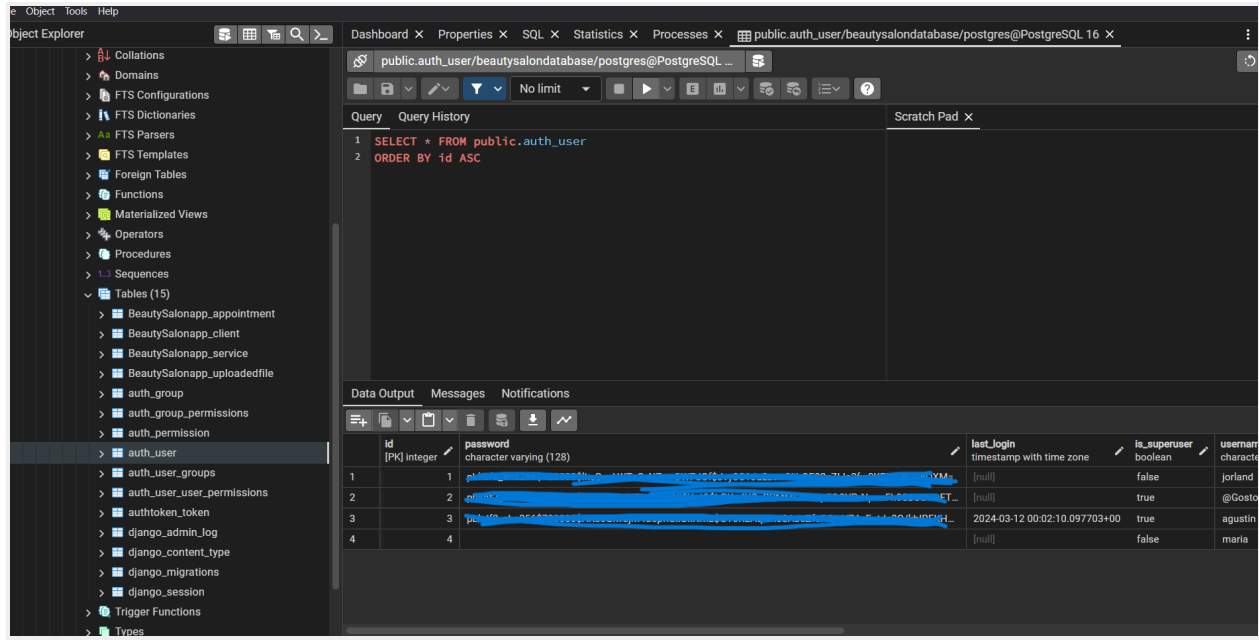 e Object Tools Help
bject Explorer
Dashboard Properties SQL Statistics Processes public.auth_user/beautysalondatabase/postgres@PostgreSQL 16
Collations
Domains
FTS Configurations
FTS Dictionaries
FTS Parsers
FTS Templates
Foreign Tables
Functions
Materialized Views
Operators
Procedures
1..3 Sequences
Tables (15)
BeautySalonapp_appointment
BeautySalonapp_client
BeautySalonapp_service
BeautySalonapp_uploadedfile
auth_group
auth_group_permissions
auth_permission
auth_user
auth_user_groups
auth_user_user_permissions
authtoken_token
django_admin_log
django_content_type
django_migrations
django_session
Trigger Functions
Types
public.auth_user/beautysalondatabase/postgres@PostgreSQL ...
No limit
Query Query History
Scratch Pad
1 SELECT * FROM public.auth_user
2 ORDER BY id ASC
Data Output Messages Notifications
id password last_login is_superuser usernam
[PK] integer character varying (128) timestamp with time zone boolean characte
1 1 [null] false jorland
2 2 [null] true @Gosto
3 3 2024-03-12 00:02:10.097703+00 true agustin
4 4 [null] false maria